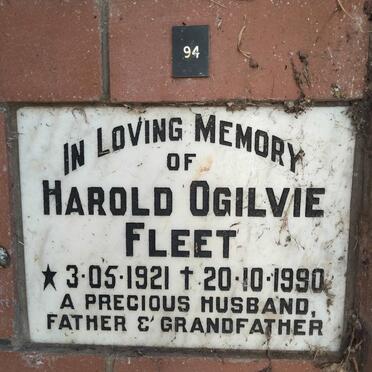 94
IN LOVING MEMORY
OF
HAROLD OGILVIE
FLEET
★ 3·05·1921 † 20·10·1990
A PRECIOUS HUSBAND,
FATHER & GRANDFATHER